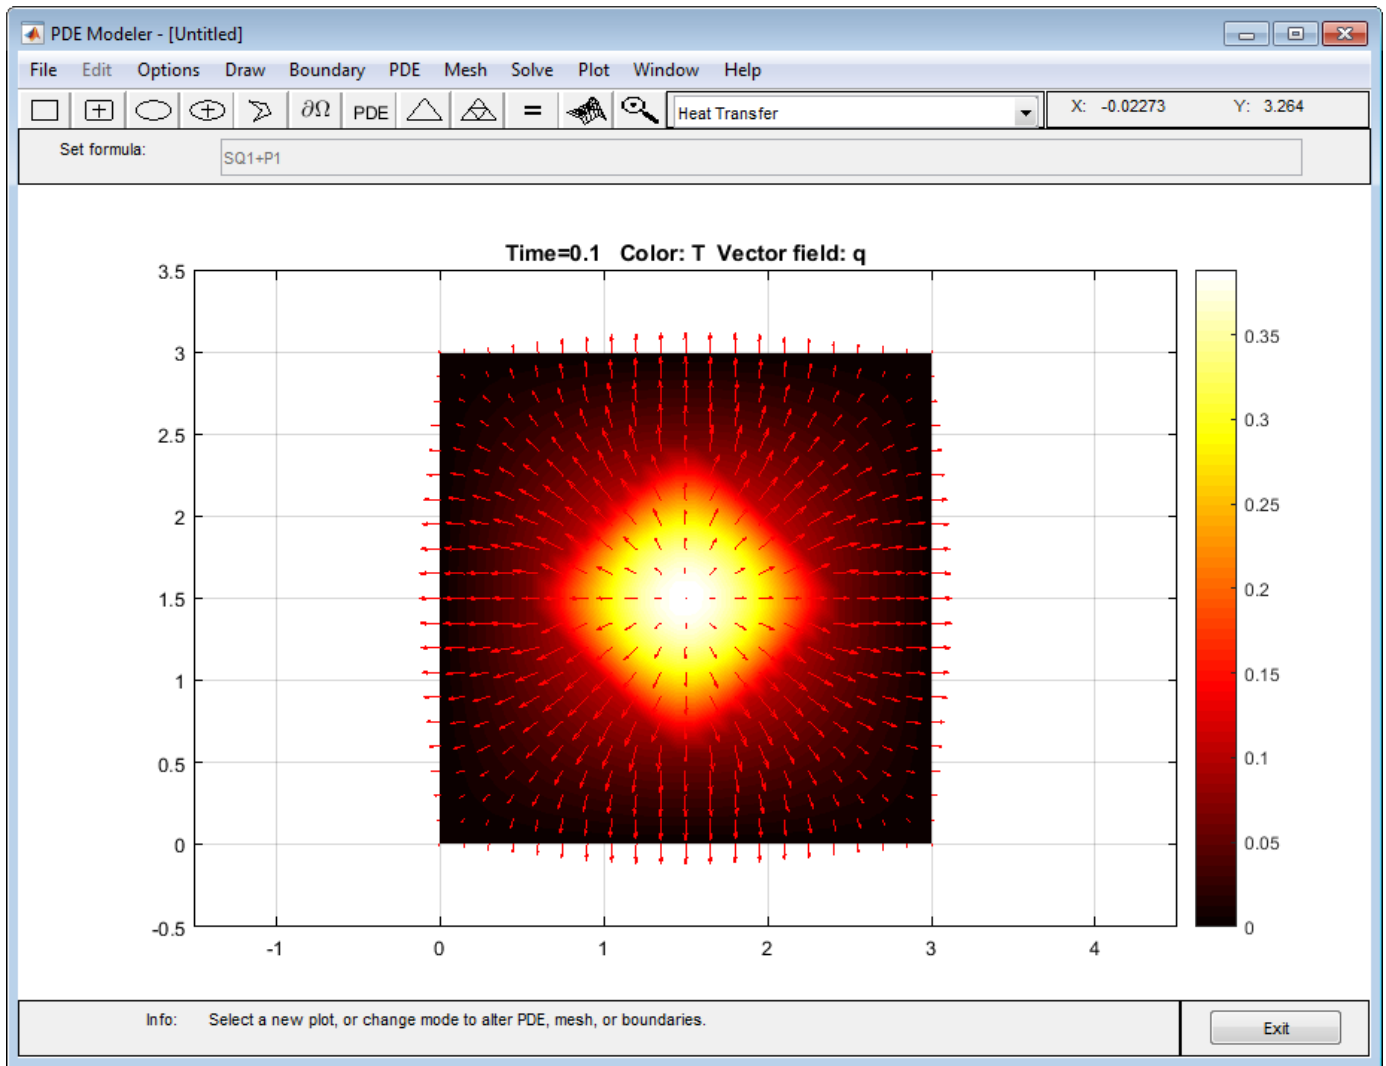 PDE Modeler - [Untitled]
File Edit Options Draw Boundary PDE Mesh Solve Plot Window Help
∂Ω PDE = Heat Transfer X: -0.02273 Y: 3.264
Set formula: SQ1+P1
Time=0.1 Color: T Vector field: q
3.5
3
2.5
2
1.5
1
0.5
0
-0.5
-1 0 1 2 3 4
0.35
0.3
0.25
0.2
0.15
0.1
0.05
0
Info: Select a new plot, or change mode to alter PDE, mesh, or boundaries.
Exit